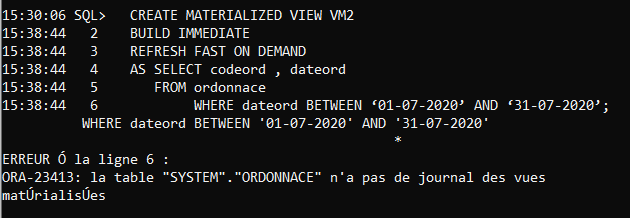 15:30:06 SQL>   CREATE MATERIALIZED VIEW VM2
15:38:44   2    BUILD IMMEDIATE
15:38:44   3    REFRESH FAST ON DEMAND
15:38:44   4    AS SELECT codeord , dateord
15:38:44   5       FROM ordonnace
15:38:44   6            WHERE dateord BETWEEN ‘01-07-2020’ AND ‘31-07-2020’;
WHERE dateord BETWEEN '01-07-2020' AND '31-07-2020'
*
ERREUR Ó la ligne 6 :
ORA-23413: la table "SYSTEM"."ORDONNACE" n'a pas de journal des vues
matÚrialisÚes